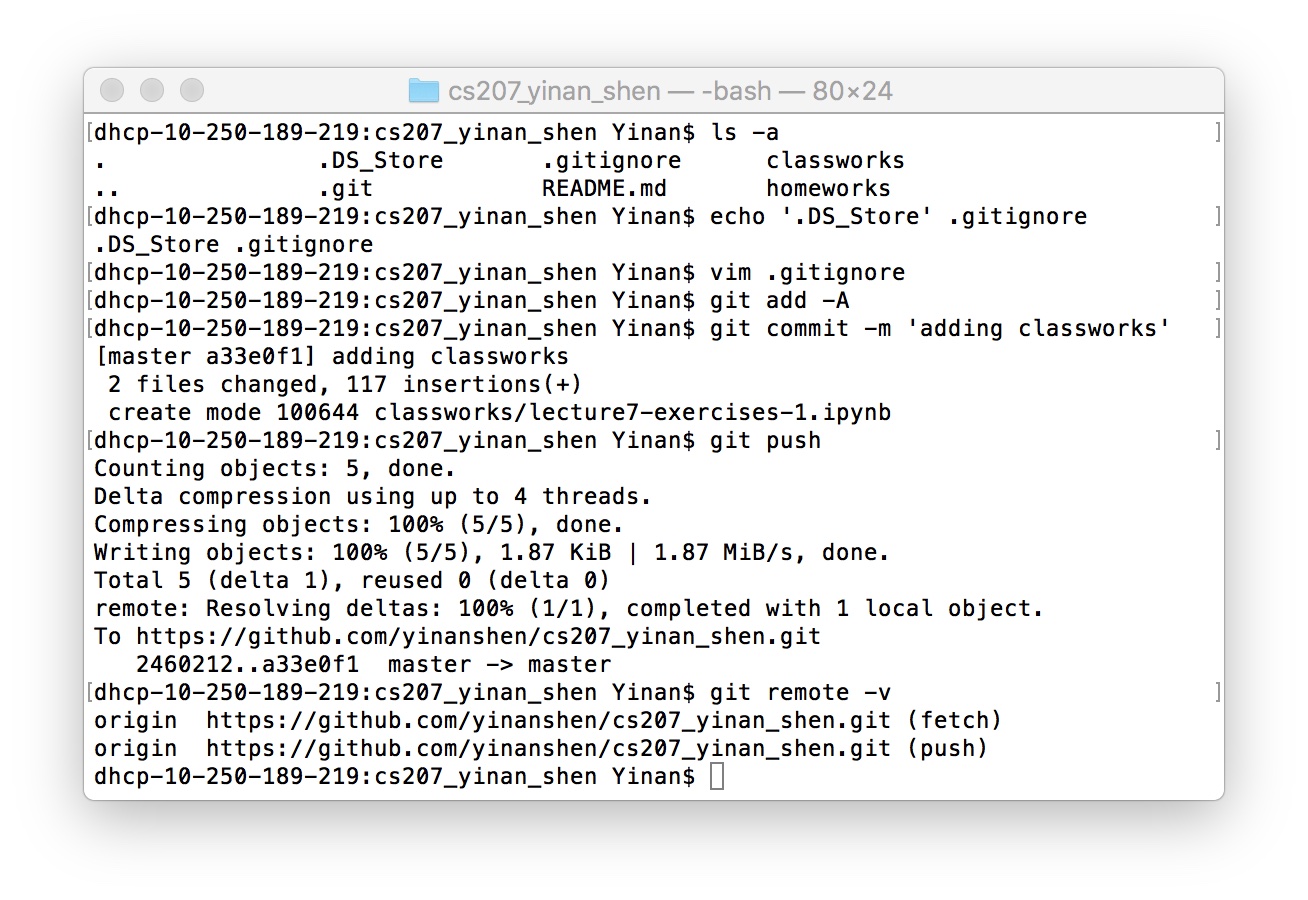 cs207_yinan_shen — -bash — 80×24
[dhcp-10-250-189-219:cs207_yinan_shen Yinan$ ls -a ]
. .DS_Store .gitignore classworks
.. .git README.md homeworks
[dhcp-10-250-189-219:cs207_yinan_shen Yinan$ echo '.DS_Store' .gitignore ]
.DS_Store .gitignore
[dhcp-10-250-189-219:cs207_yinan_shen Yinan$ vim .gitignore ]
[dhcp-10-250-189-219:cs207_yinan_shen Yinan$ git add -A ]
[dhcp-10-250-189-219:cs207_yinan_shen Yinan$ git commit -m 'adding classworks' ]
[master a33e0f1] adding classworks
 2 files changed, 117 insertions(+)
 create mode 100644 classworks/lecture7-exercises-1.ipynb
[dhcp-10-250-189-219:cs207_yinan_shen Yinan$ git push ]
Counting objects: 5, done.
Delta compression using up to 4 threads.
Compressing objects: 100% (5/5), done.
Writing objects: 100% (5/5), 1.87 KiB | 1.87 MiB/s, done.
Total 5 (delta 1), reused 0 (delta 0)
remote: Resolving deltas: 100% (1/1), completed with 1 local object.
To https://github.com/yinanshen/cs207_yinan_shen.git
   2460212..a33e0f1  master -> master
[dhcp-10-250-189-219:cs207_yinan_shen Yinan$ git remote -v ]
origin  https://github.com/yinanshen/cs207_yinan_shen.git (fetch)
origin  https://github.com/yinanshen/cs207_yinan_shen.git (push)
dhcp-10-250-189-219:cs207_yinan_shen Yinan$